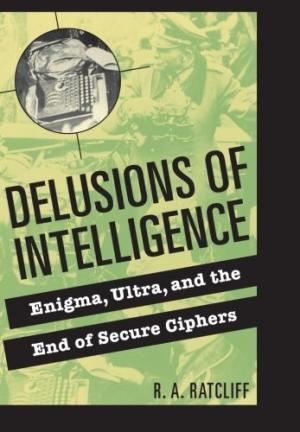 DELUSIONS OF
INTELLIGENCE
Enigma, Ultra, and the
End of Secure Ciphers
R. A. RATCLIFF